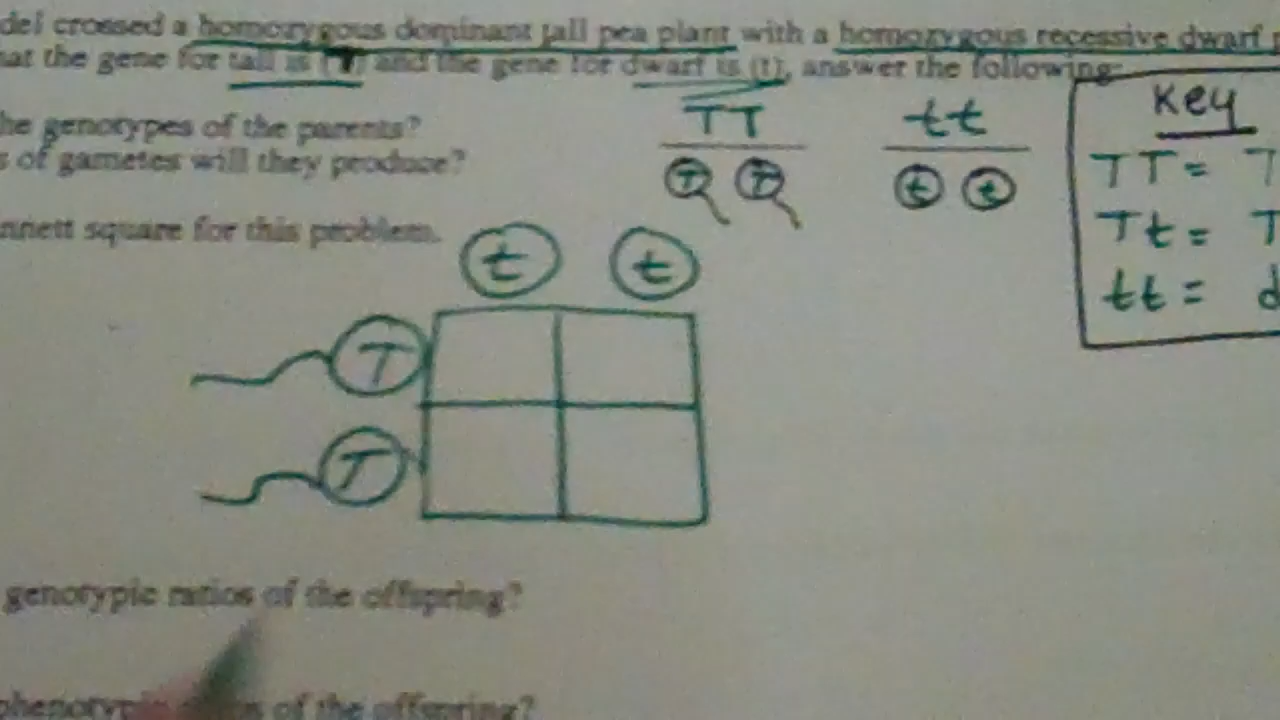 del crossed a homozygous dominant tall pea plant with a homozygous recessive dwarf p
hat the gene for tall is (T) and the gene for dwarf is (t), answer the following:
he genotypes of the parents?
s of gametes will they produce?
TT
tt
T T
t t
Key
TT = T
Tt = T
tt = d
nnett square for this problem.
t t
T
T
genotypic ratios of the offspring?
phenotypic of the offspring?